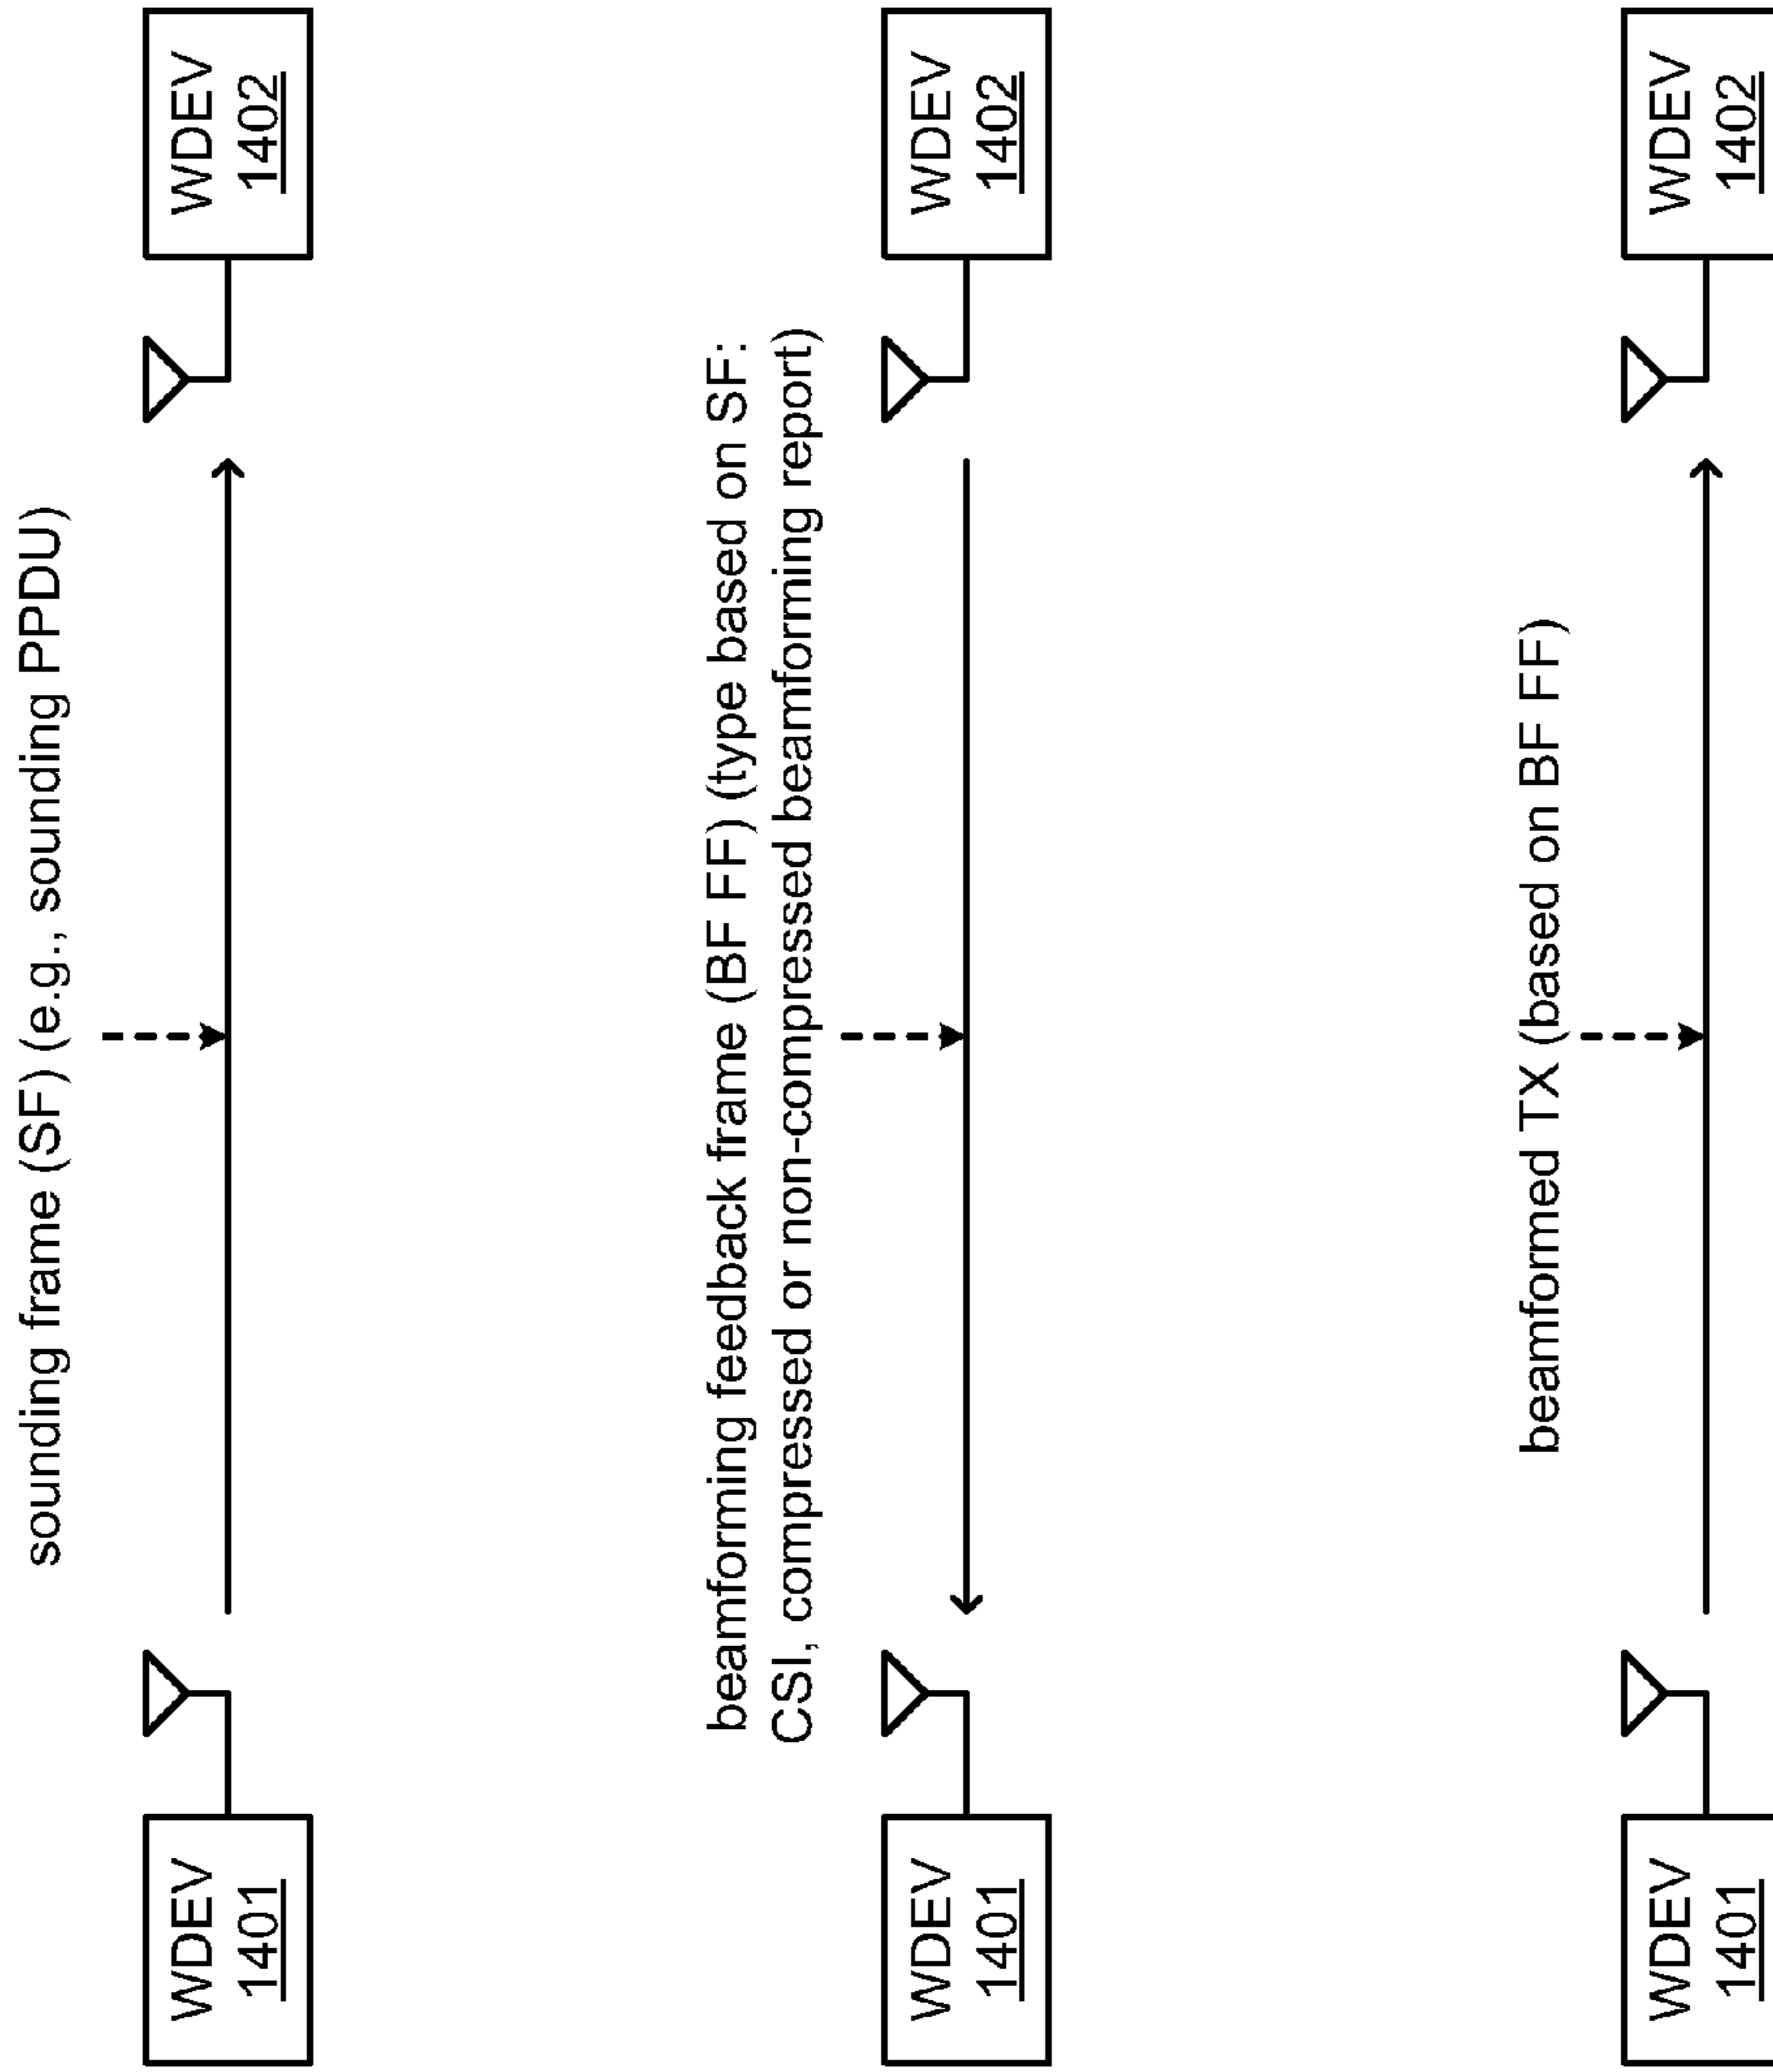 sounding frame (SF) (e.g., sounding PPDU)
WDEV
1401
WDEV
1402
beamforming feedback frame (BF FF) (type based on SF:
CSI, compressed or non-compressed beamforming report)
WDEV
1401
WDEV
1402
beamformed TX (based on BF FF)
WDEV
1401
WDEV
1402